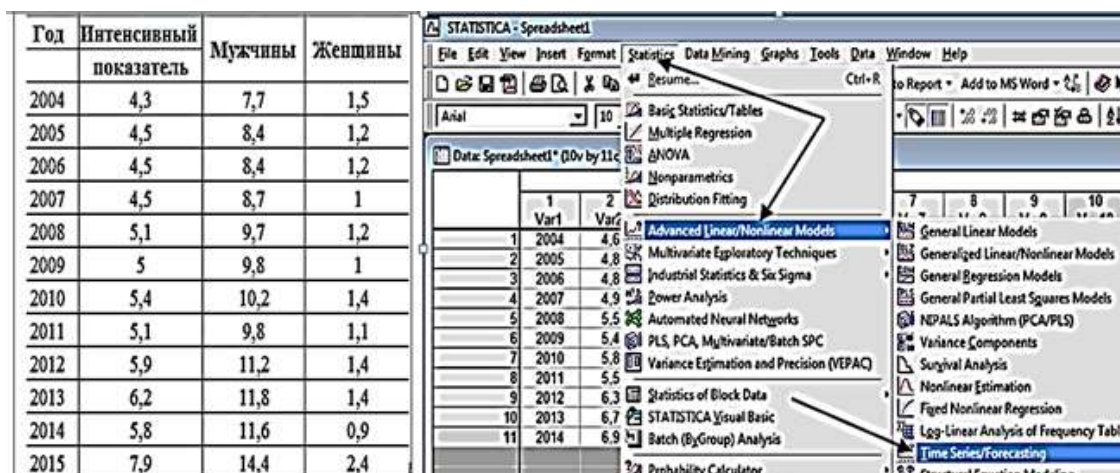 Год Интенсивный показатель Мужчины Женщины
2004 4,3 7,7 1,5
2005 4,5 8,4 1,2
2006 4,5 8,4 1,2
2007 4,5 8,7 1
2008 5,1 9,7 1,2
2009 5 9,8 1
2010 5,4 10,2 1,4
2011 5,1 9,8 1,1
2012 5,9 11,2 1,4
2013 6,2 11,8 1,4
2014 5,8 11,6 0,9
2015 7,9 14,4 2,4
STATISTICA - Spreadsheet1
File Edit View Insert Format Statistics Data Mining Graphs Tools Data Window Help
to Report Add to MS Word
Arial 10
Data: Spreadsheet1* (10v by 11c
1 2
Var1 Var2
1 2004 4,6
2 2005 4,8
3 2006 4,8
4 2007 4,9
5 2008 5,5
6 2009 5,4
7 2010 5,8
8 2011 5,5
9 2012 6,3
10 2013 6,7
11 2014 6,9
Resume... Ctrl+R
Basic Statistics/Tables
Multiple Regression
ANOVA
Nonparametrics
Distribution Fitting
Advanced Linear/Nonlinear Models
Multivariate Exploratory Techniques
Industrial Statistics & Six Sigma
Power Analysis
Automated Neural Networks
PLS, PCA, Multivariate/Batch SPC
Variance Estimation and Precision (VEPAC)
Statistics of Block Data
STATISTICA Visual Basic
Batch (ByGroup) Analysis
Probability Calculator
7 8 9 10
General Linear Models
Generalized Linear/Nonlinear Models
General Regression Models
General Partial Least Squares Models
NIPALS Algorithm (PCA/PLS)
Variance Components
Survival Analysis
Nonlinear Estimation
Fixed Nonlinear Regression
Log-Linear Analysis of Frequency Tabl
Time Series/Forecasting
Structural Equation Modeling